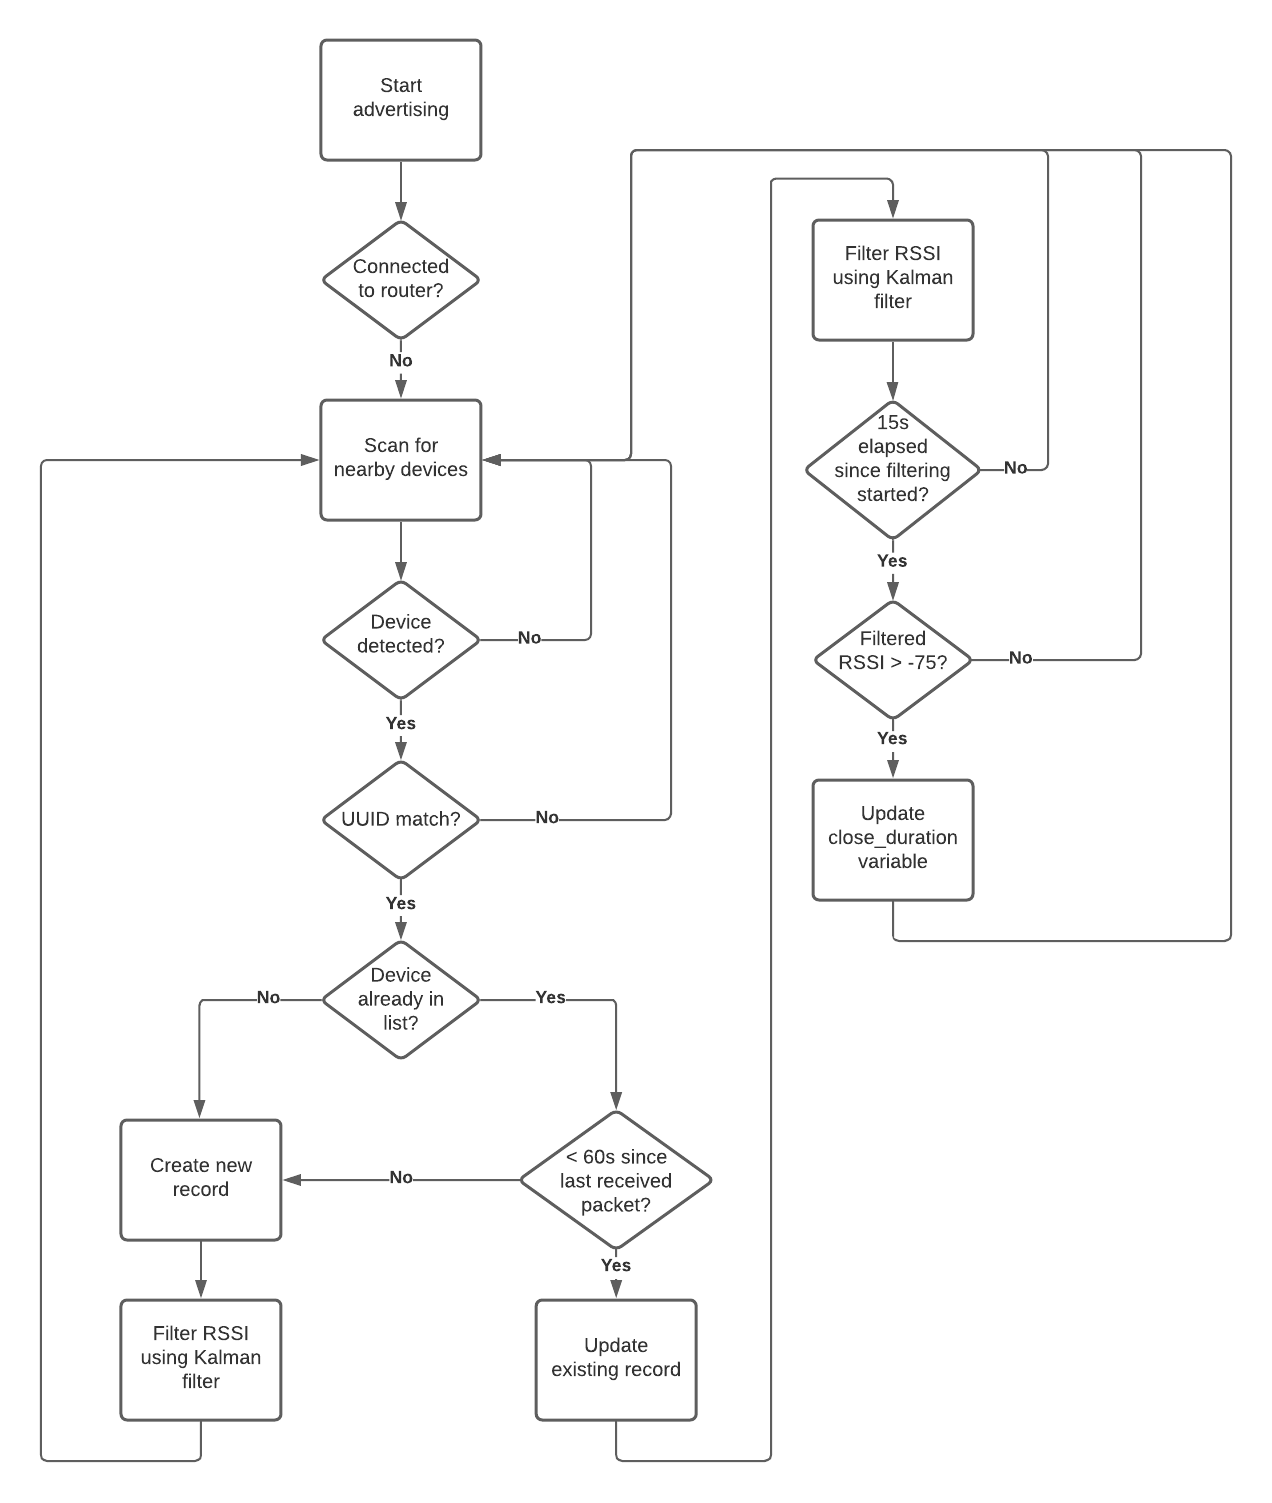 Start
advertising
Connected
to router?
No
Scan for
nearby devices
Device
detected?
No
Yes
UUID match?
No
Yes
Device
already in
list?
No
Yes
Create new
record
< 60s since
last received
packet?
No
Yes
Filter RSSI
using Kalman
filter
Update
existing record
Filter RSSI
using Kalman
filter
15s
elapsed
since filtering
started?
No
Yes
Filtered
RSSI > -75?
No
Yes
Update
close_duration
variable